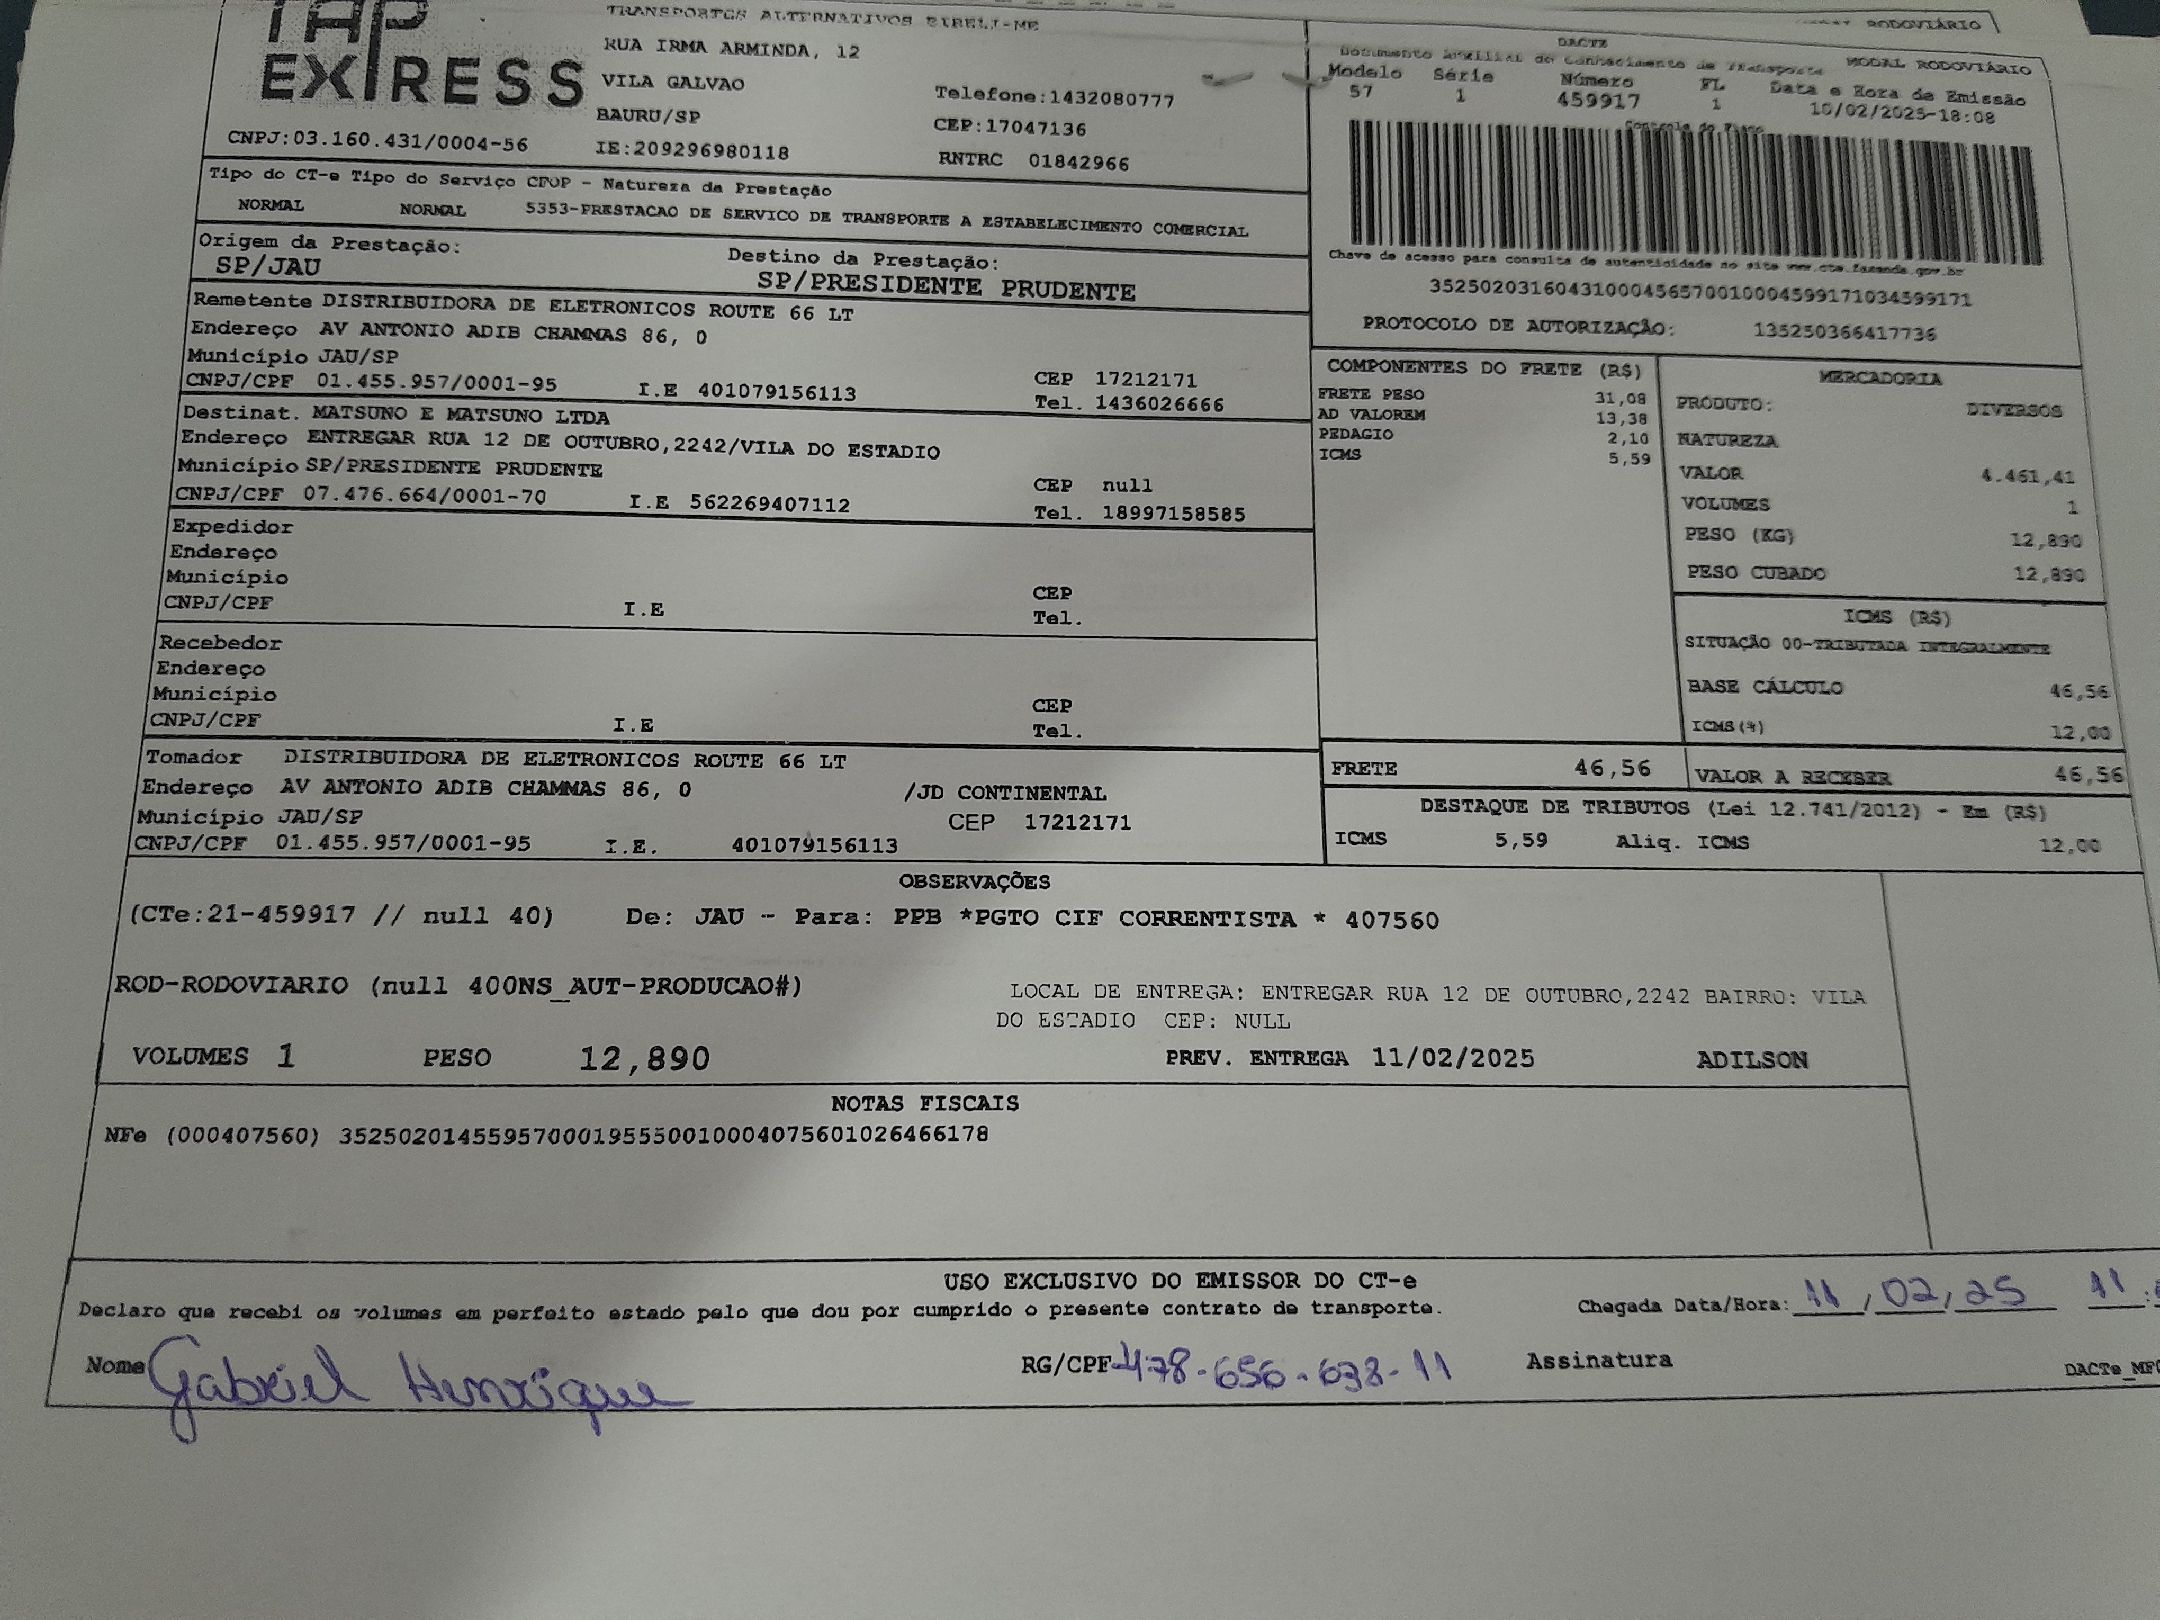 TAP
EXPRESS
TRANSPORTES ALTERNATIVOS EIRELI-ME
RUA IRMA ARMINDA, 12
VILA GALVAO
BAURU/SP
Telefone:1432080777
CEP:17047136
CNPJ:03.160.431/0004-56
IE:209296980118
RNTRC 01842966
RODOVIÁRIO
DACTE
Documento Auxiliar do Conhecimento de Transporte
MODAL RODOVIÁRIO
Modelo Série Número FL Data e Hora de Emissão
57 1 459917 1 10/02/2025-18:08
Controle do Fisco
Chave de acesso para consulta de autenticidade no site www.cte.fazenda.gov.br
35250203160431000456570010004599171034599171
PROTOCOLO DE AUTORIZAÇÃO: 135250366417736
Tipo do CT-e Tipo do Serviço CFOP - Natureza da Prestação
NORMAL NORMAL 5353-PRESTACAO DE SERVICO DE TRANSPORTE A ESTABELECIMENTO COMERCIAL
Origem da Prestação: Destino da Prestação:
SP/JAU SP/PRESIDENTE PRUDENTE
Remetente DISTRIBUIDORA DE ELETRONICOS ROUTE 66 LT
Endereço AV ANTONIO ADIB CHAMMAS 86, 0
Município JAU/SP CEP 17212171
CNPJ/CPF 01.455.957/0001-95 I.E 401079156113 Tel. 1436026666
Destinat. MATSUNO E MATSUNO LTDA
Endereço ENTREGAR RUA 12 DE OUTUBRO,2242/VILA DO ESTADIO
Município SP/PRESIDENTE PRUDENTE CEP null
CNPJ/CPF 07.476.664/0001-70 I.E 562269407112 Tel. 18997158585
Expedidor
Endereço
Município CEP
CNPJ/CPF I.E Tel.
Recebedor
Endereço
Município CEP
CNPJ/CPF I.E Tel.
Tomador DISTRIBUIDORA DE ELETRONICOS ROUTE 66 LT
Endereço AV ANTONIO ADIB CHAMMAS 86, 0 /JD CONTINENTAL
Município JAU/SP CEP 17212171
CNPJ/CPF 01.455.957/0001-95 I.E. 401079156113
COMPONENTES DO FRETE (R$)
FRETE PESO 31,08
AD VALOREM 13,38
PEDAGIO 2,10
ICMS 5,59
MERCADORIA
PRODUTO: DIVERSOS
NATUREZA
VALOR 4.461,41
VOLUMES 1
PESO (KG) 12,890
PESO CUBADO 12,890
ICMS (R$)
SITUAÇÃO 00-TRIBUTADA INTEGRALMENTE
BASE CÁLCULO 46,56
ICMS(%) 12,00
FRETE 46,56 VALOR A RECEBER 46,56
DESTAQUE DE TRIBUTOS (Lei 12.741/2012) - Em (R$)
ICMS 5,59 Aliq. ICMS 12,00
OBSERVAÇÕES
(CTe:21-459917 // null 40) De: JAU - Para: PPB *PGTO CIF CORRENTISTA * 407560
ROD-RODOVIARIO (null 400NS_AUT-PRODUCAO#) LOCAL DE ENTREGA: ENTREGAR RUA 12 DE OUTUBRO,2242 BAIRRO: VILA
DO ESTADIO CEP: NULL
VOLUMES 1 PESO 12,890 PREV. ENTREGA 11/02/2025 ADILSON
NOTAS FISCAIS
NFe (000407560) 35250201455957000195550010004075601026466178
USO EXCLUSIVO DO EMISSOR DO CT-e
Declaro que recebi os volumes em perfeito estado pelo que dou por cumprido o presente contrato de transporte. Chegada Data/Hora: 11/02/25 11:
Nome Gabriel Henrique RG/CPF 478-656-638-11 Assinatura